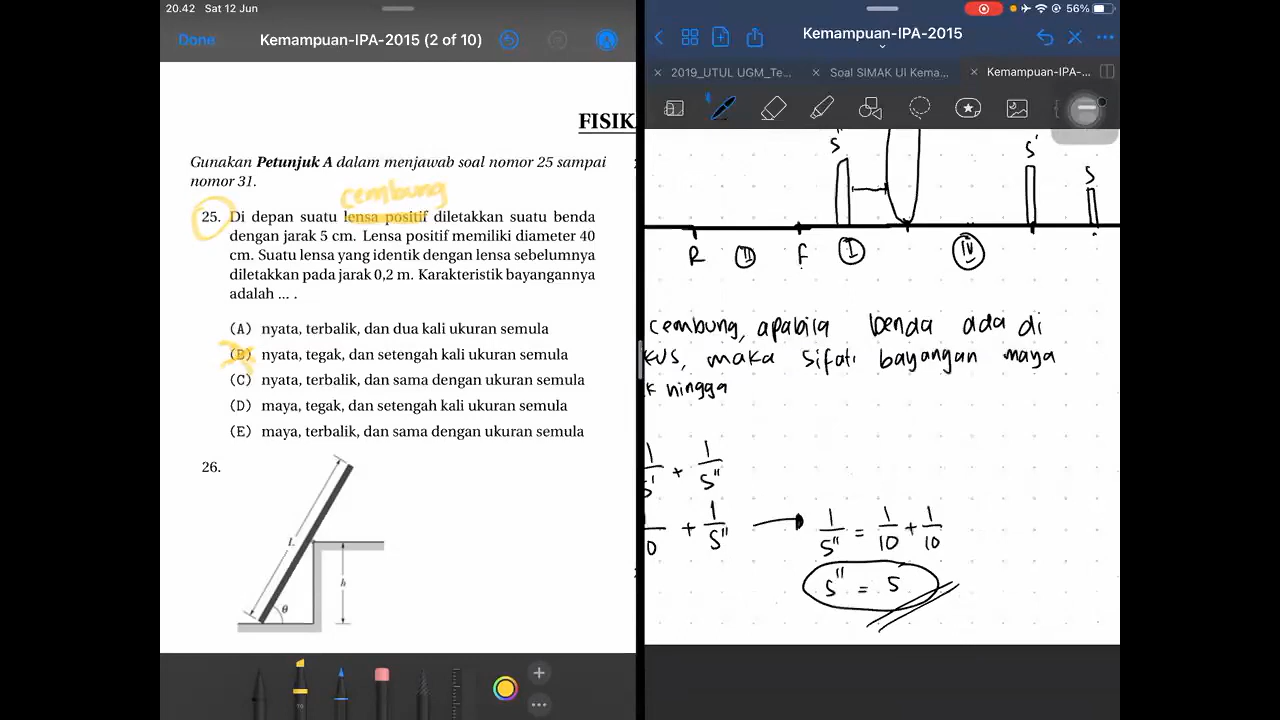 20.42 Sat 12 Jun
Done
Kemampuan-IPA-2015 (2 of 10)
FISIK
Gunakan Petunjuk A dalam menjawab soal nomor 25 sampai
nomor 31.
cembung
25. Di depan suatu lensa positif diletakkan suatu benda
dengan jarak 5 cm. Lensa positif memiliki diameter 40
cm. Suatu lensa yang identik dengan lensa sebelumnya
diletakkan pada jarak 0,2 m. Karakteristik bayangannya
adalah ... .
(A) nyata, terbalik, dan dua kali ukuran semula
(B) nyata, tegak, dan setengah kali ukuran semula
(C) nyata, terbalik, dan sama dengan ukuran semula
(D) maya, tegak, dan setengah kali ukuran semula
(E) maya, terbalik, dan sama dengan ukuran semula
26.
L
h
θ
56%
Kemampuan-IPA-2015
2019_UTUL UGM_Te...
Soal SIMAK UI Kema...
Kemampuan-IPA-...
S" S' S
R II F I IV
cembung, apabila benda ada di
kus, maka sifat bayangan maya
k hingga
1/S' + 1/S"
+ 1/S" → 1/S" = 1/10 + 1/10
S" = 5